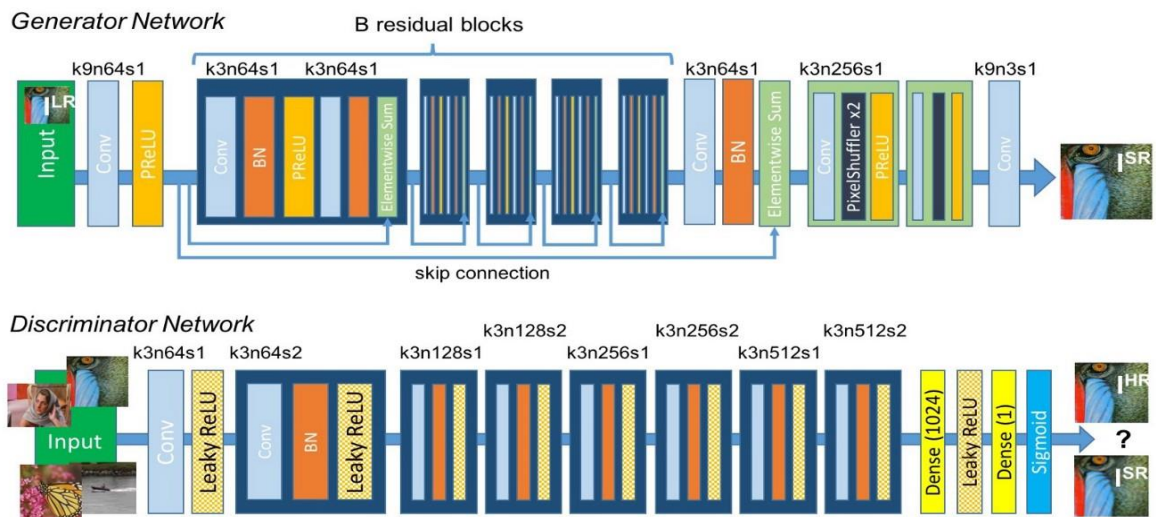 Generator Network
B residual blocks
k9n64s1
k3n64s1
k3n64s1
k3n64s1
k3n256s1
k9n3s1
I LR
Input
Conv
PReLU
Conv
BN
PReLU
Elementwise Sum
Conv
BN
Elementwise Sum
Conv
PixelShuffler x2
PReLU
Conv
I SR
skip connection
Discriminator Network
k3n64s1
k3n64s2
k3n128s1
k3n128s2
k3n256s1
k3n256s2
k3n512s1
k3n512s2
Input
Conv
Leaky ReLU
Conv
BN
Leaky ReLU
Dense (1024)
Leaky ReLU
Dense (1)
Sigmoid
I HR
?
I SR